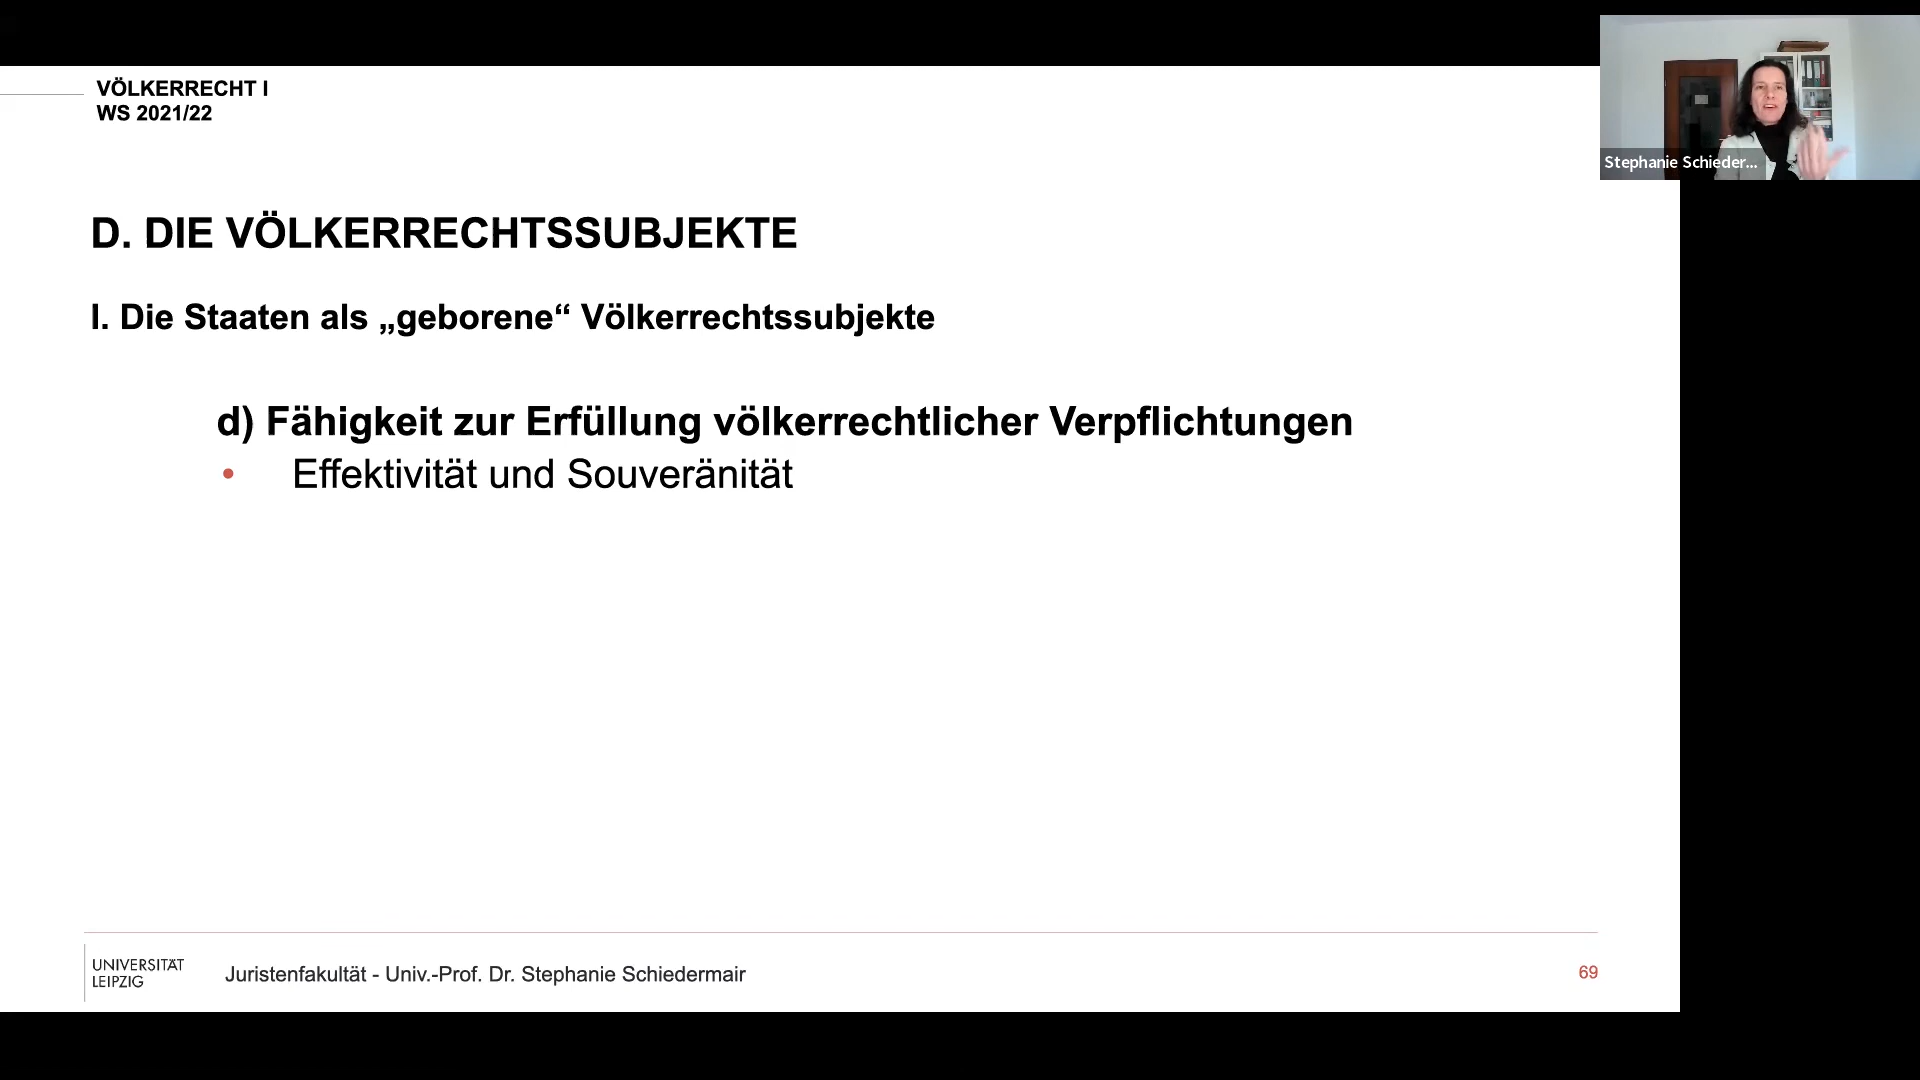 VÖLKERRECHT I
WS 2021/22
Stephanie Schieder...
D. DIE VÖLKERRECHTSSUBJEKTE
I. Die Staaten als „geborene“ Völkerrechtssubjekte
d) Fähigkeit zur Erfüllung völkerrechtlicher Verpflichtungen
• Effektivität und Souveränität
UNIVERSITÄT
LEIPZIG
Juristenfakultät - Univ.-Prof. Dr. Stephanie Schiedermair
69